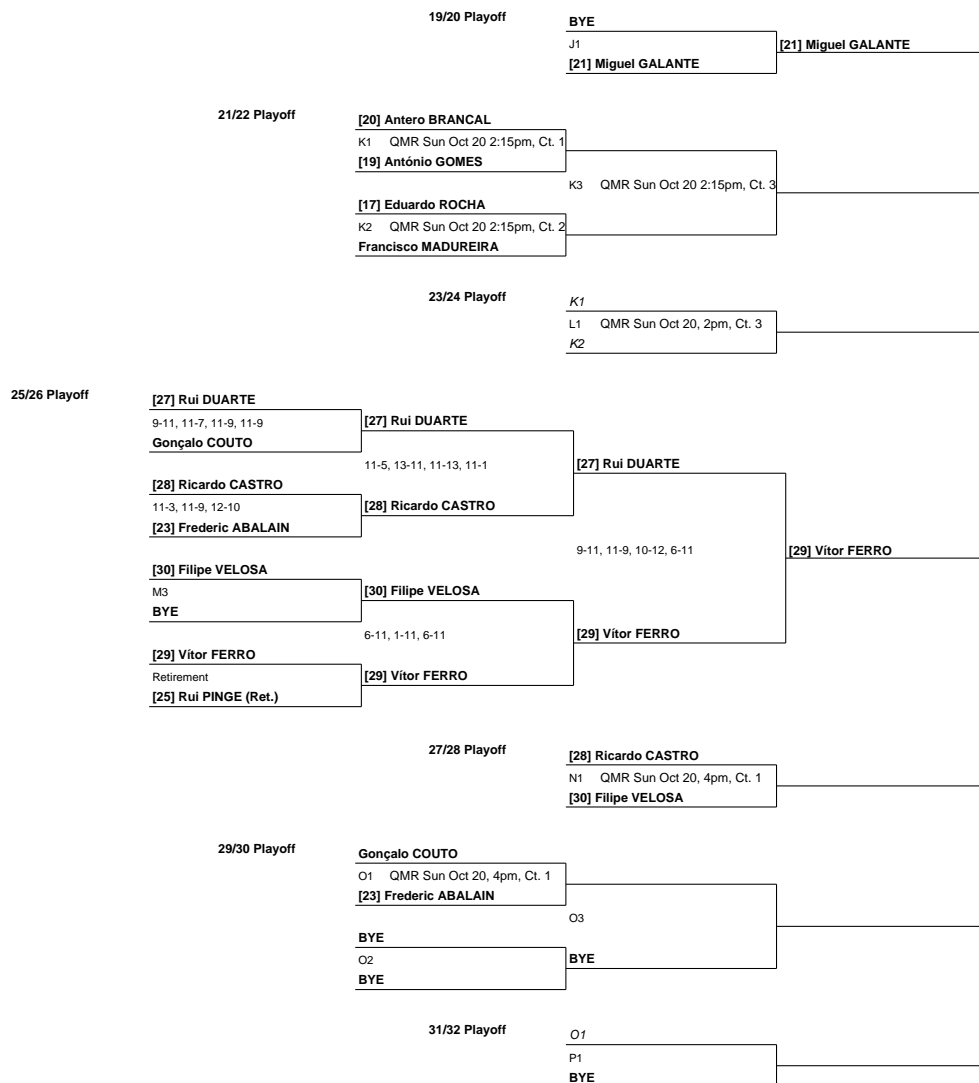 19/20 Playoff
BYE
J1
[21] Miguel GALANTE
[21] Miguel GALANTE
21/22 Playoff
[20] Antero BRANCAL
K1 QMR Sun Oct 20 2:15pm, Ct. 1
[19] António GOMES
K3 QMR Sun Oct 20 2:15pm, Ct. 3
[17] Eduardo ROCHA
K2 QMR Sun Oct 20 2:15pm, Ct. 2
Francisco MADUREIRA
23/24 Playoff
K1
L1 QMR Sun Oct 20, 2pm, Ct. 3
K2
25/26 Playoff
[27] Rui DUARTE
9-11, 11-7, 11-9, 11-9
[27] Rui DUARTE
Gonçalo COUTO
11-5, 13-11, 11-13, 11-1
[27] Rui DUARTE
[28] Ricardo CASTRO
11-3, 11-9, 12-10
[28] Ricardo CASTRO
[23] Frederic ABALAIN
9-11, 11-9, 10-12, 6-11
[29] Vítor FERRO
[30] Filipe VELOSA
M3
[30] Filipe VELOSA
BYE
6-11, 1-11, 6-11
[29] Vítor FERRO
[29] Vítor FERRO
Retirement
[29] Vítor FERRO
[25] Rui PINGE (Ret.)
27/28 Playoff
[28] Ricardo CASTRO
N1 QMR Sun Oct 20, 4pm, Ct. 1
[30] Filipe VELOSA
29/30 Playoff
Gonçalo COUTO
O1 QMR Sun Oct 20, 4pm, Ct. 1
[23] Frederic ABALAIN
O3
BYE
O2
BYE
BYE
31/32 Playoff
O1
P1
BYE